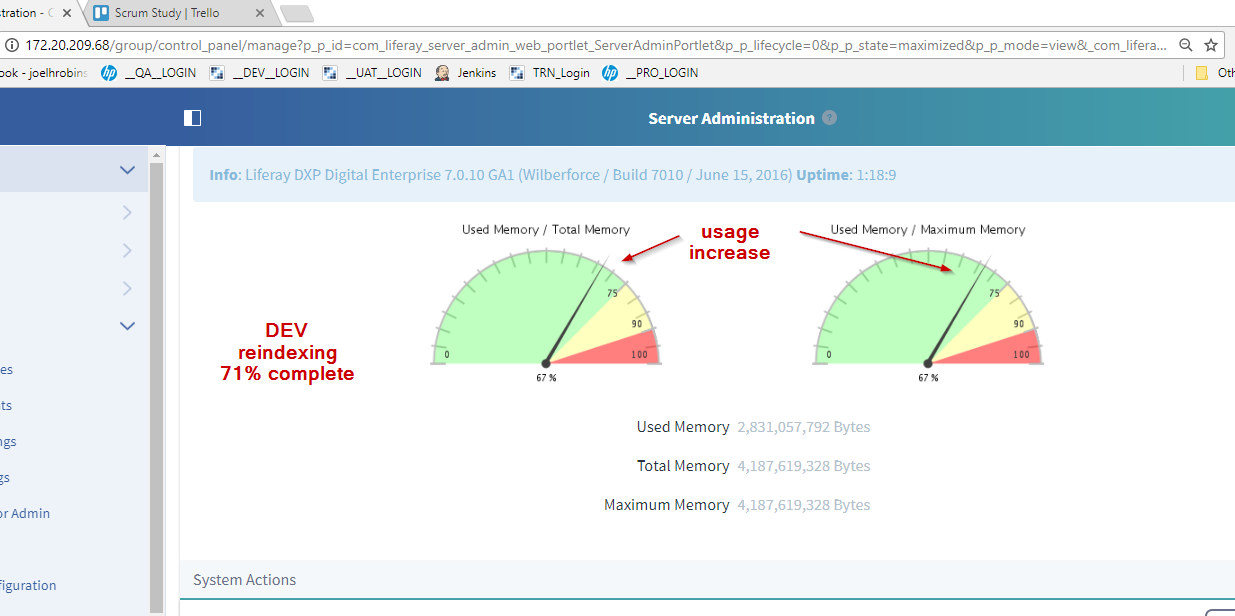 stration - C
Scrum Study | Trello
172.20.209.68/group/control_panel/manage?p_p_id=com_liferay_server_admin_web_portlet_ServerAdminPortlet&p_p_lifecycle=0&p_p_state=maximized&p_p_mode=view&_com_lifera...
ook - joelhrobins
__QA__LOGIN
__DEV__LOGIN
__UAT__LOGIN
Jenkins
TRN_Login
__PRO_LOGIN
Oth
Server Administration ?
Info: Liferay DXP Digital Enterprise 7.0.10 GA1 (Wilberforce / Build 7010 / June 15, 2016) Uptime: 1:18:9
Used Memory / Total Memory
usage
increase
Used Memory / Maximum Memory
0
75
90
100
67 %
0
75
90
100
67 %
DEV
reindexing
71% complete
Used Memory 2,831,057,792 Bytes
Total Memory 4,187,619,328 Bytes
Maximum Memory 4,187,619,328 Bytes
es
ts
ngs
gs
or Admin
figuration
System Actions